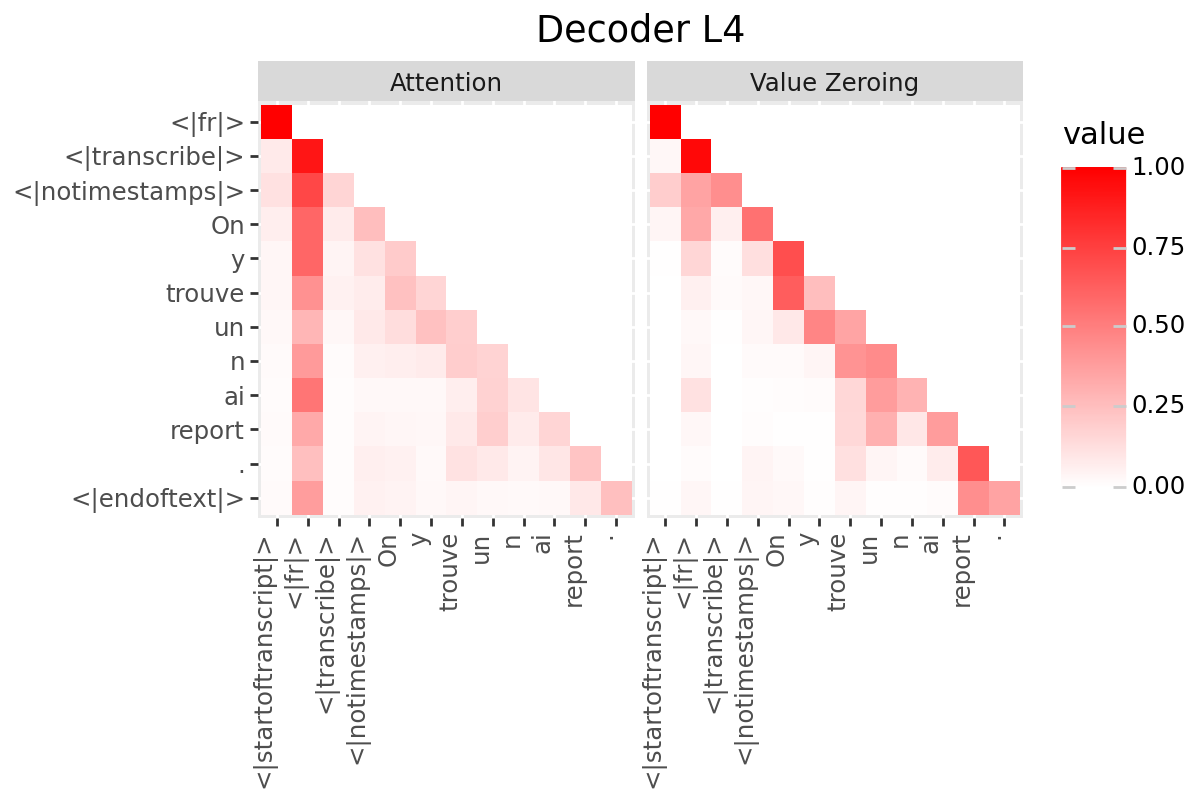 Decoder L4
Attention
Value Zeroing
<|fr|>
<|transcribe|>
<|notimestamps|>
On
y
trouve
un
n
ai
report
.
<|endoftext|>
<|startoftranscript|>
<|fr|>
<|transcribe|>
<|notimestamps|>
On
y
trouve
un
n
ai
report
.
<|startoftranscript|>
<|fr|>
<|transcribe|>
<|notimestamps|>
On
y
trouve
un
n
ai
report
.
value
1.00
0.75
0.50
0.25
0.00